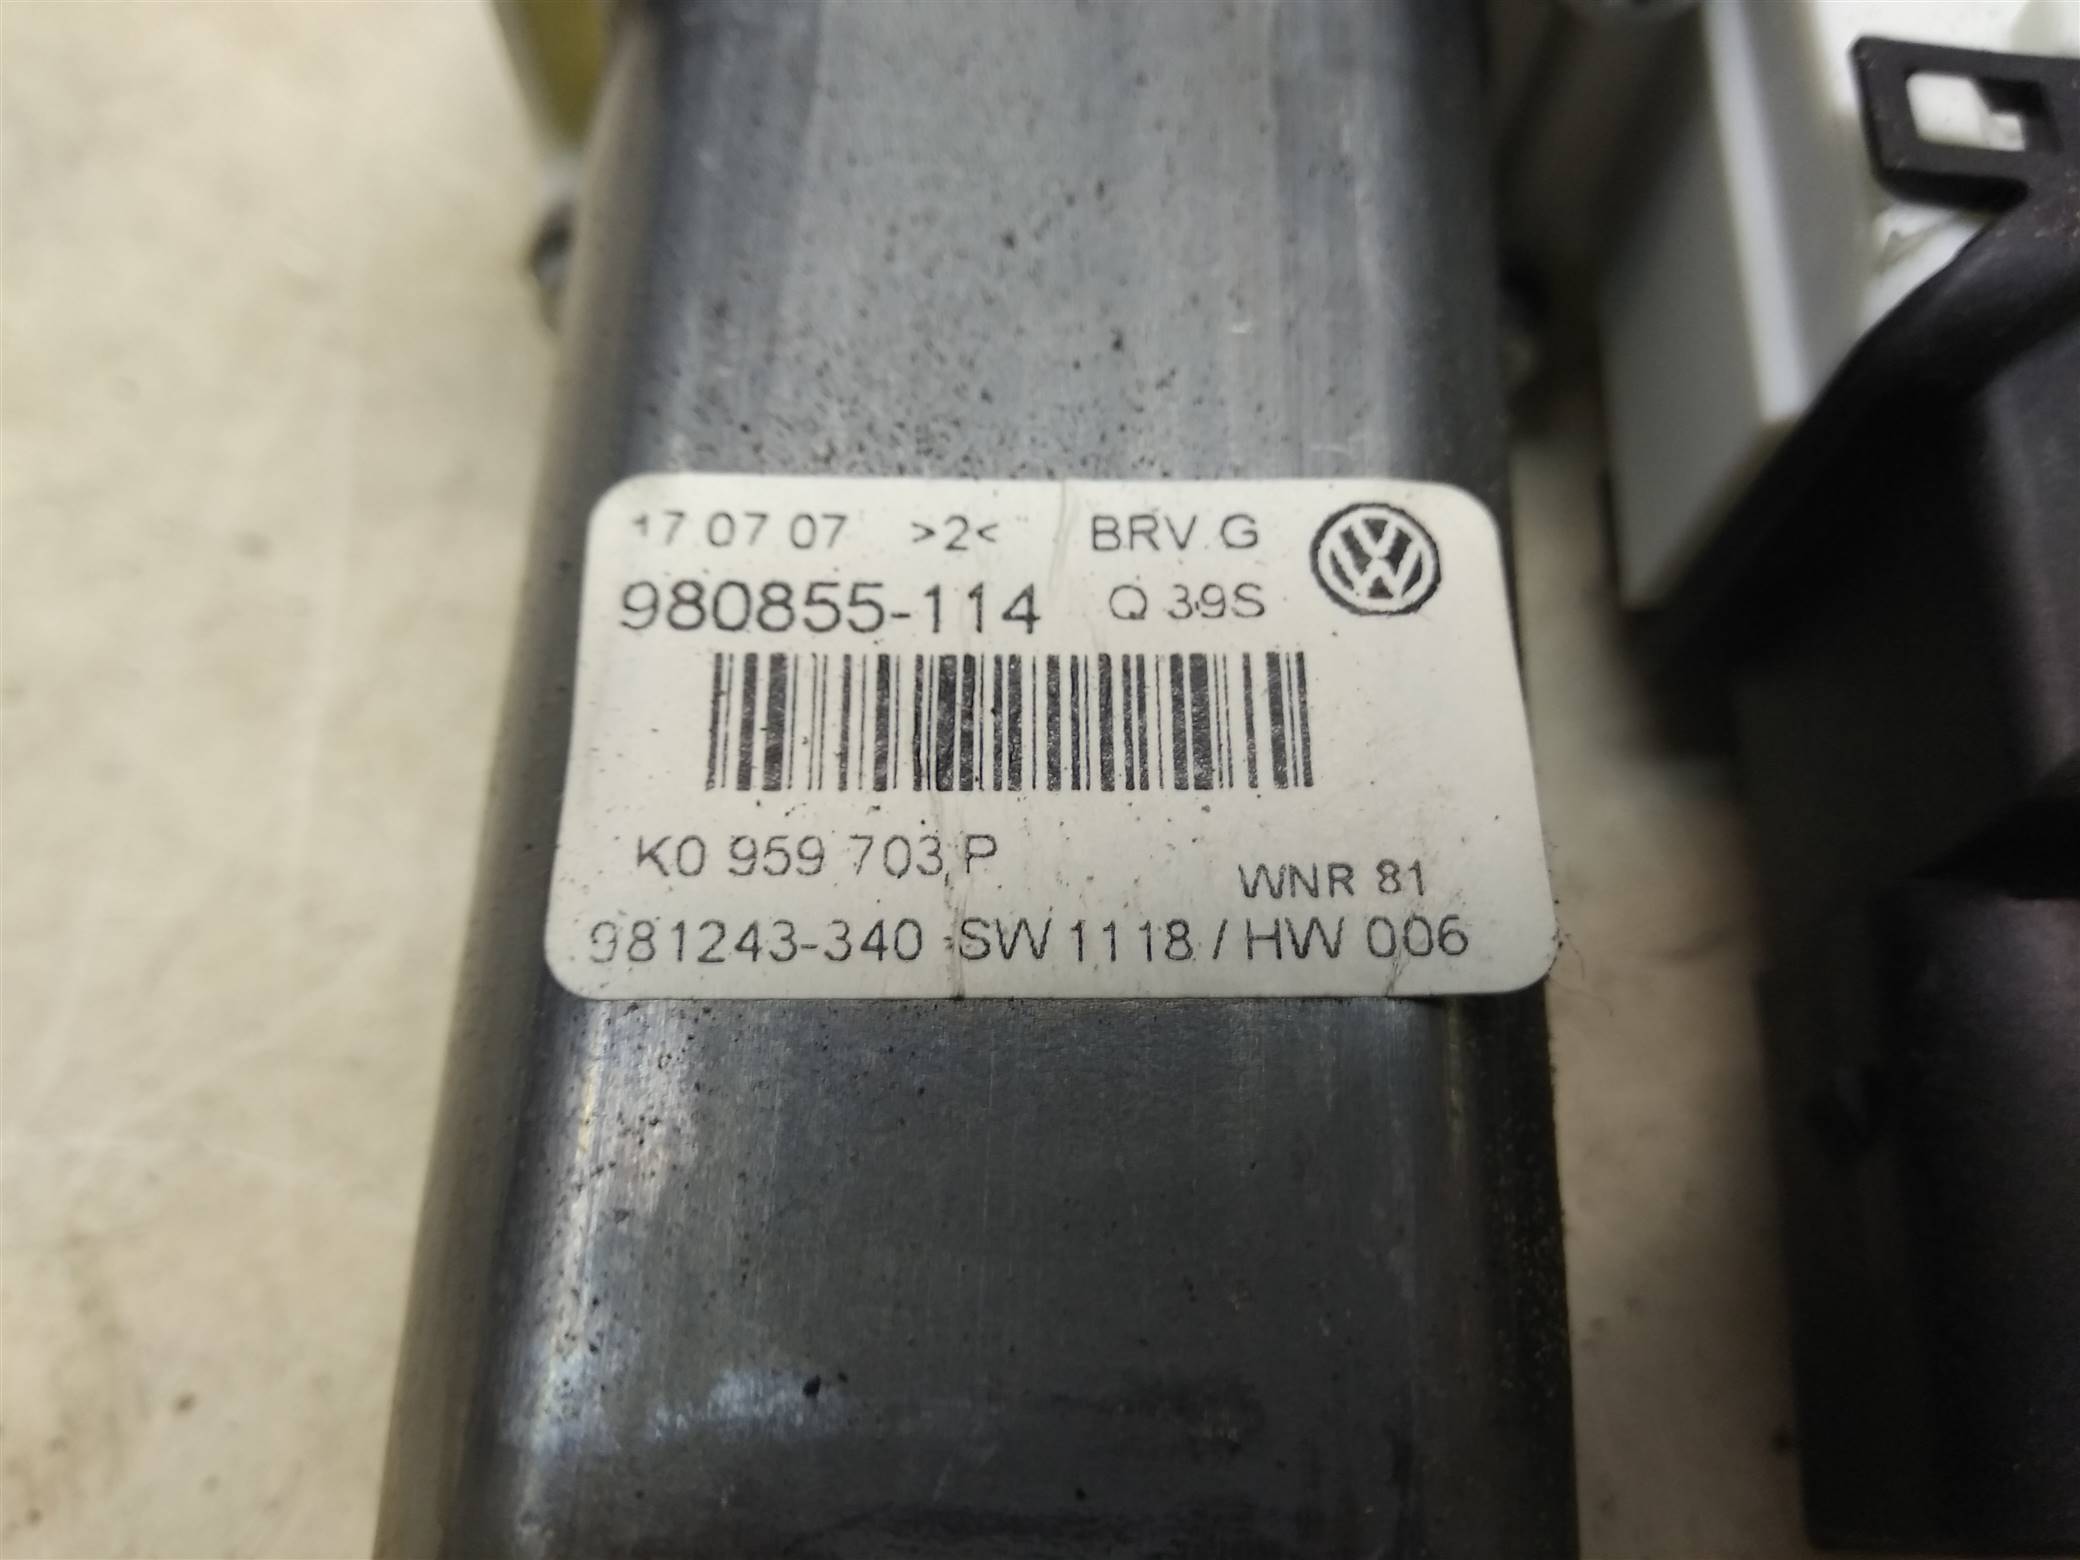 17 07 07 >2< BRV G
980855-114 Q 39S
K0 959 703 P
WNR 81
981243-340 SW 1118 / HW 006